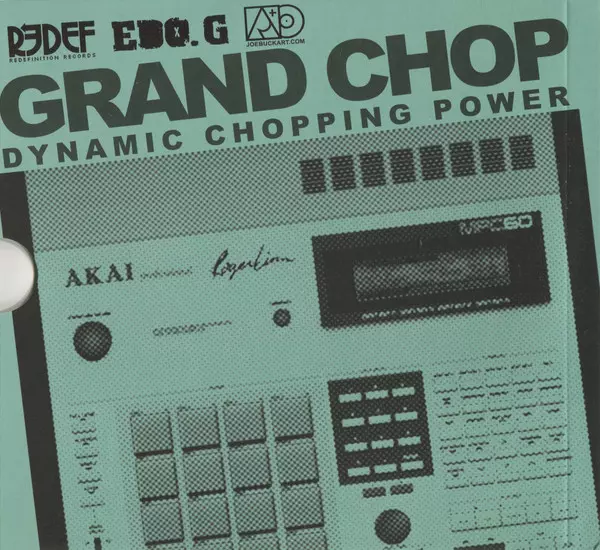 R3DEF
REDEFINITION RECORDS
EDO.G
A+P
JOEBUCKART.COM
GRAND CHOP
DYNAMIC CHOPPING POWER
MPC60
AKAI professional
Roger Linn